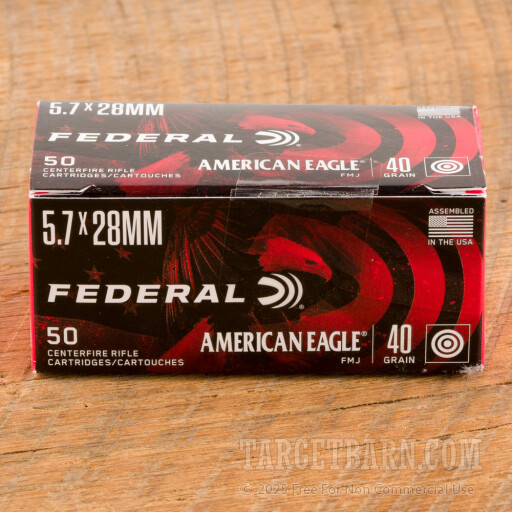 5.7x28MM
FEDERAL
50
CENTERFIRE RIFLE
CARTRIDGES/CARTOUCHES
AMERICAN EAGLE
FMJ
40
GRAIN
IN THE USA
5.7x28MM
ASSEMBLED
IN THE USA
FEDERAL
50
CENTERFIRE RIFLE
CARTRIDGES/CARTOUCHES
AMERICAN EAGLE®
FMJ
40
GRAIN
TARGETBARN.COM
© 2025 Free For Non Commercial Use